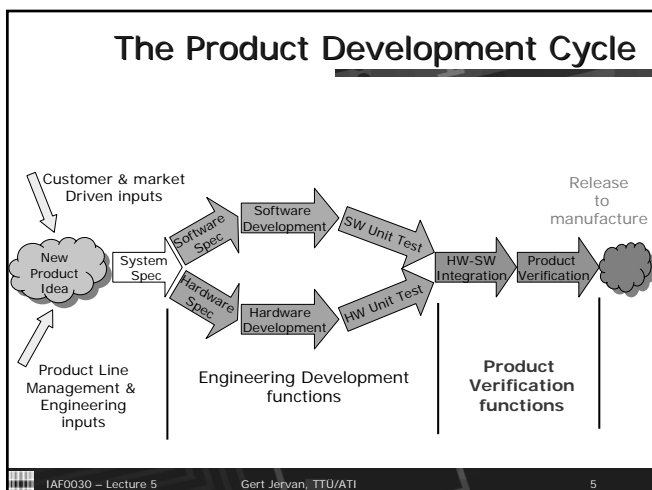 The Product Development Cycle
Customer & market
Driven inputs
New
Product
Idea
Product Line
Management &
Engineering
inputs
System
Spec
Software
Spec
Hardware
Spec
Software
Development
Hardware
Development
SW Unit Test
HW Unit Test
Engineering Development
functions
HW-SW
Integration
Product
Verification
Product
Verification
functions
Release
to
manufacture
IAF0030 – Lecture 5
Gert Jervan, TTÜ/ATI
5